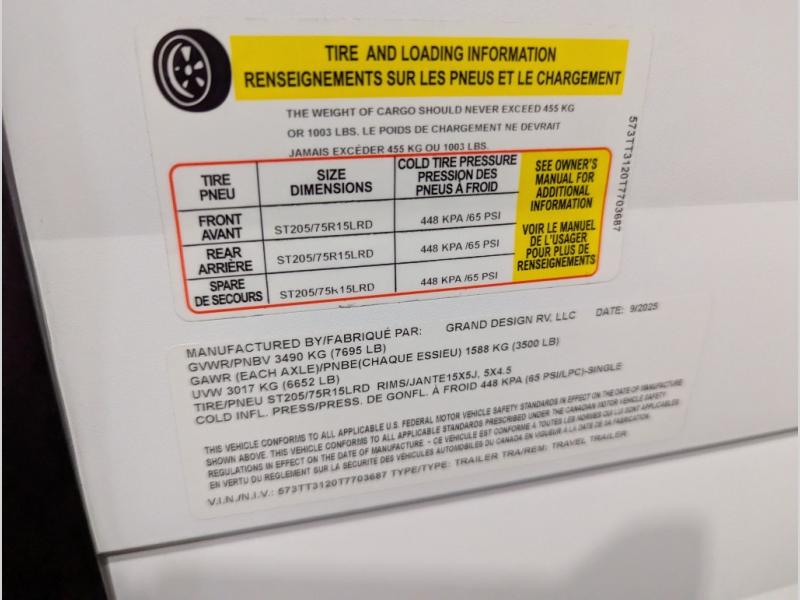 TIRE AND LOADING INFORMATION
RENSEIGNEMENTS SUR LES PNEUS ET LE CHARGEMENT
THE WEIGHT OF CARGO SHOULD NEVER EXCEED 455 KG
OR 1003 LBS. LE POIDS DE CHARGEMENT NE DEVRAIT
JAMAIS EXCÉDER 455 KG OU 1003 LBS.
TIRE
PNEU
SIZE
DIMENSIONS
COLD TIRE PRESSURE
PRESSION DES
PNEUS À FROID
SEE OWNER'S
MANUAL FOR
ADDITIONAL
INFORMATION
VOIR LE MANUEL
DE L'USAGER
POUR PLUS DE
RENSEIGNEMENTS
FRONT
AVANT
ST205/75R15LRD
448 KPA /65 PSI
REAR
ARRIÈRE
ST205/75R15LRD
448 KPA /65 PSI
SPARE
DE SECOURS
ST205/75R15LRD
448 KPA /65 PSI
573TT3120T7703687
MANUFACTURED BY/FABRIQUÉ PAR: GRAND DESIGN RV, LLC DATE: 9/2025
GVWR/PNBV 3490 KG (7695 LB)
GAWR (EACH AXLE)/PNBE(CHAQUE ESSIEU) 1588 KG (3500 LB)
UVW 3017 KG (6652 LB)
TIRE/PNEU ST205/75R15LRD RIMS/JANTE15X5J, 5X4.5
COLD INFL. PRESS/PRESS. DE GONFL. À FROID 448 KPA (65 PSI/LPC)-SINGLE
THIS VEHICLE CONFORMS TO ALL APPLICABLE U.S. FEDERAL MOTOR VEHICLE SAFETY STANDARDS IN EFFECT ON THE DATE OF MANUFACTURE
SHOWN ABOVE. THIS VEHICLE CONFORMS TO ALL APPLICABLE STANDARDS PRESCRIBED UNDER THE CANADIAN MOTOR VEHICLE SAFETY
REGULATIONS IN EFFECT ON THE DATE OF MANUFACTURE - CE VÉHICULE EST CONFORME À TOUTES LES NORMES QUI LUI SONT APPLICABLES
EN VERTU DU REGLEMENT SUR LA SÉCURITÉ DES VÉHICULES AUTOMOBILES DU CANADA EN VIGUEUR À LA DATE DE SA FABRICATION.
V.I.N./N.I.V.: 573TT3120T7703687 TYPE/TYPE: TRAILER TRA/REM: TRAVEL TRAILER